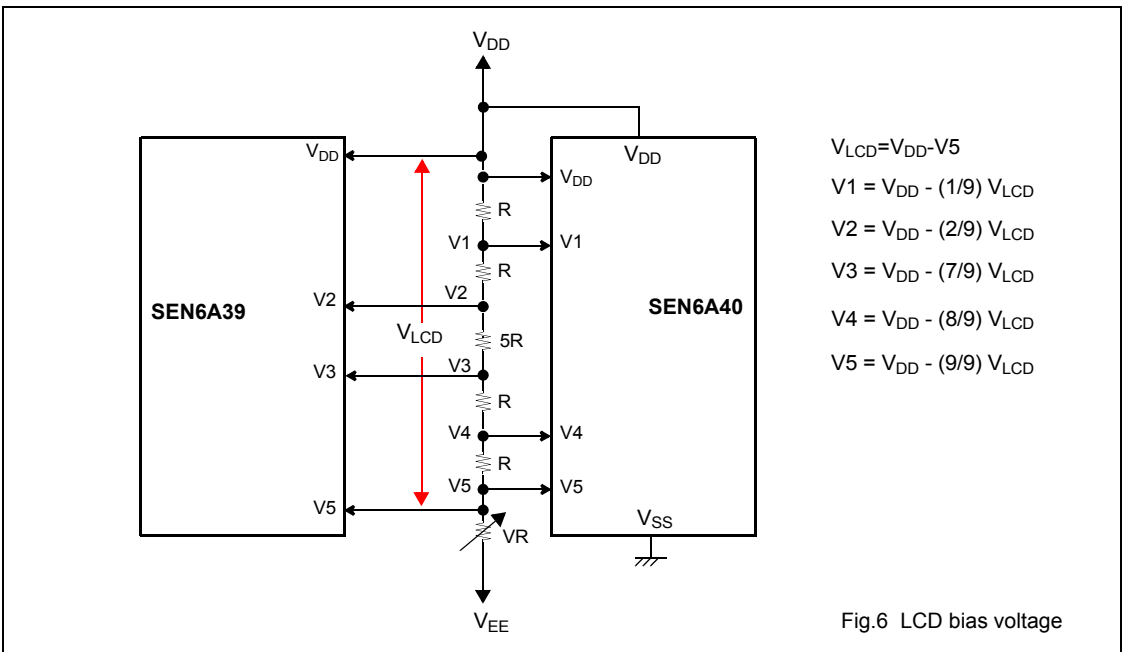 VDD
SEN6A39
VDD
V2
V3
V5
VLCD
R
V1
R
V2
5R
V3
R
V4
R
V5
VR
VEE
VDD
VDD
V1
SEN6A40
V4
V5
VSS
VLCD=VDD-V5
V1 = VDD - (1/9) VLCD
V2 = VDD - (2/9) VLCD
V3 = VDD - (7/9) VLCD
V4 = VDD - (8/9) VLCD
V5 = VDD - (9/9) VLCD
Fig.6 LCD bias voltage